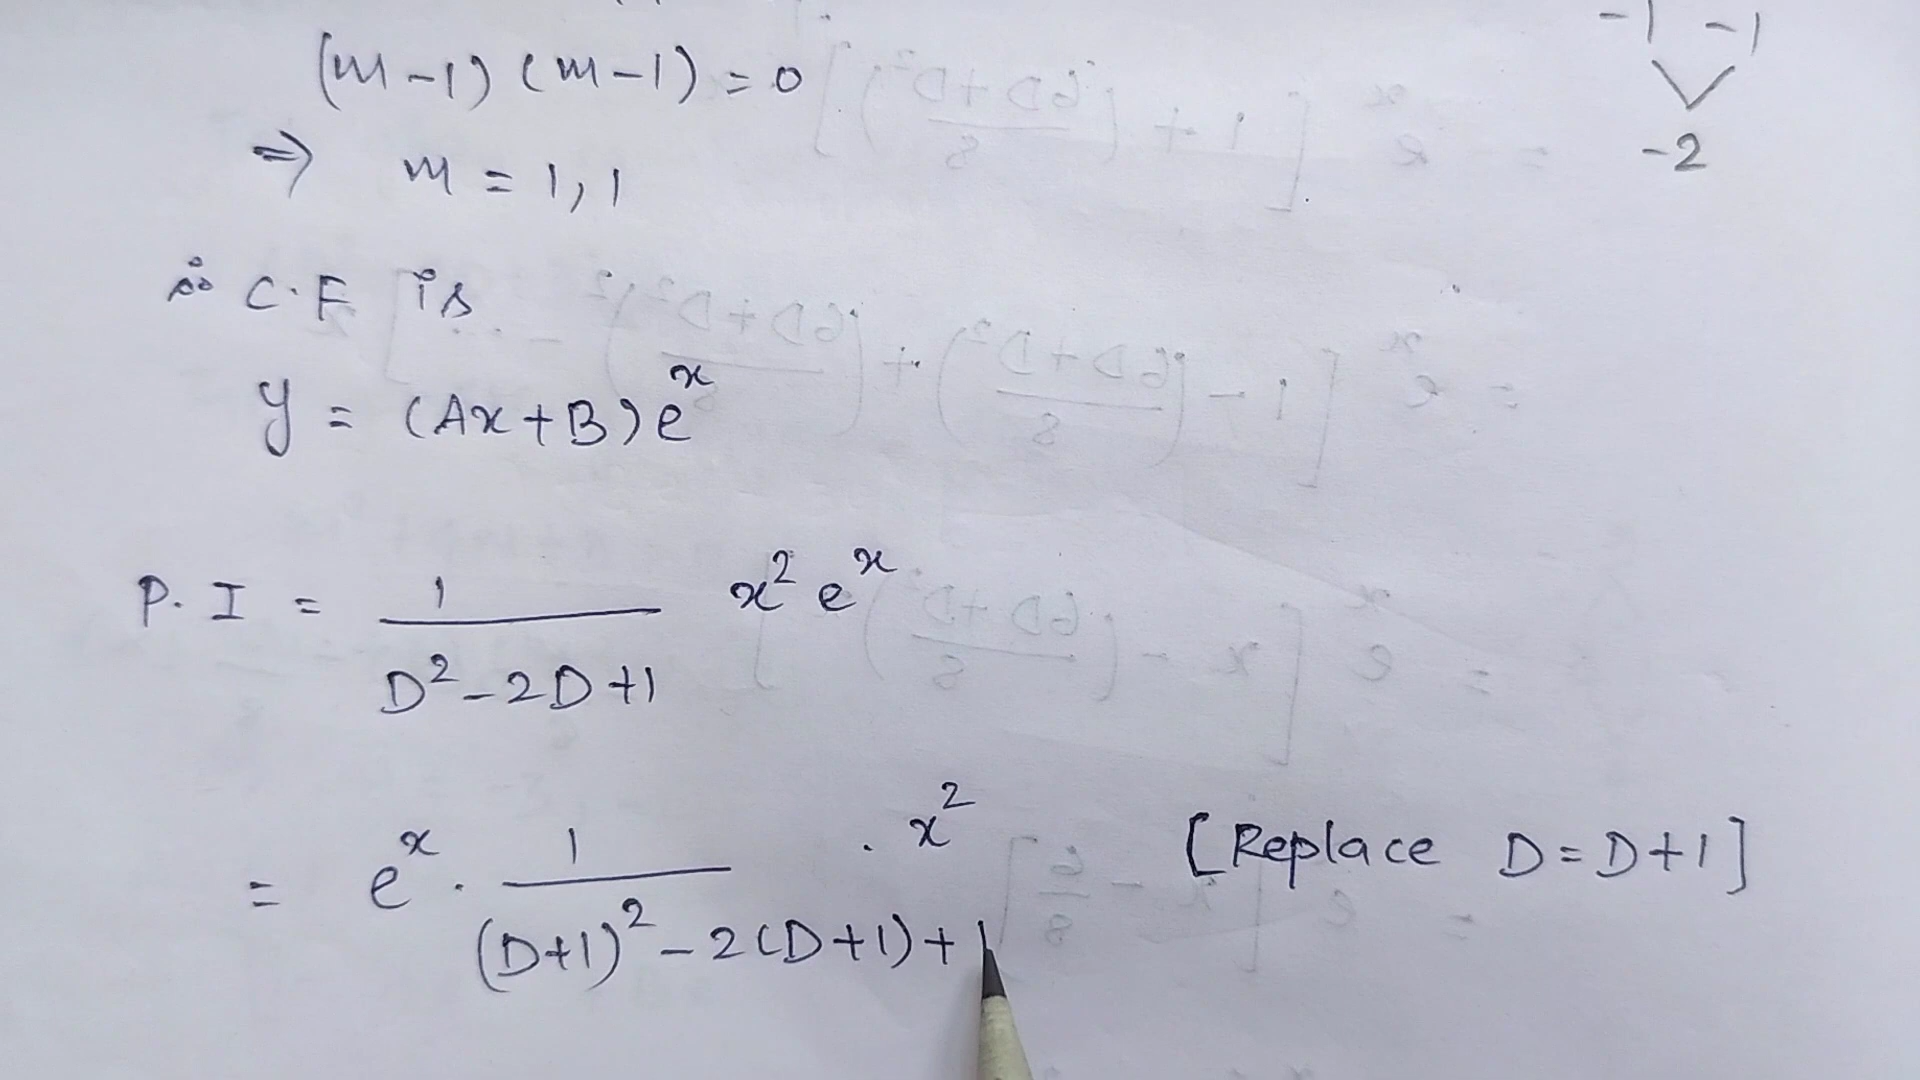 -1 -1
(m-1) (m-1) = 0
-2
⇒ m = 1, 1
∴ C.F is
y = (Ax+B)e^x
P.I = 1/(D²-2D+1) x² e^x
= e^x . 1/((D+1)²-2(D+1)+1) . x² [Replace D=D+1]